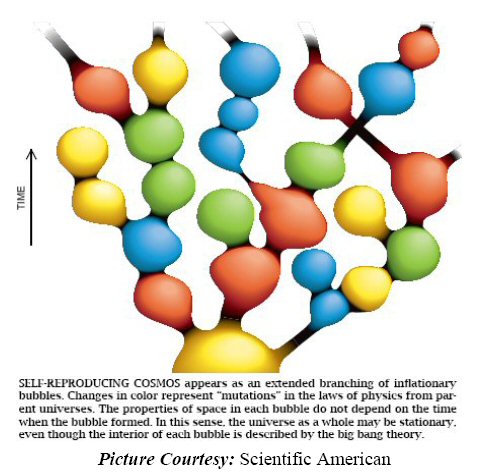 TIME
SELF-REPRODUCING COSMOS appears as an extended branching of inflationary
bubbles. Changes in color represent "mutations" in the laws of physics from par-
ent universes. The properties of space in each bubble do not depend on the time
when the bubble formed. In this sense, the universe as a whole may be stationary,
even though the interior of each bubble is described by the big bang theory.
Picture Courtesy: Scientific American